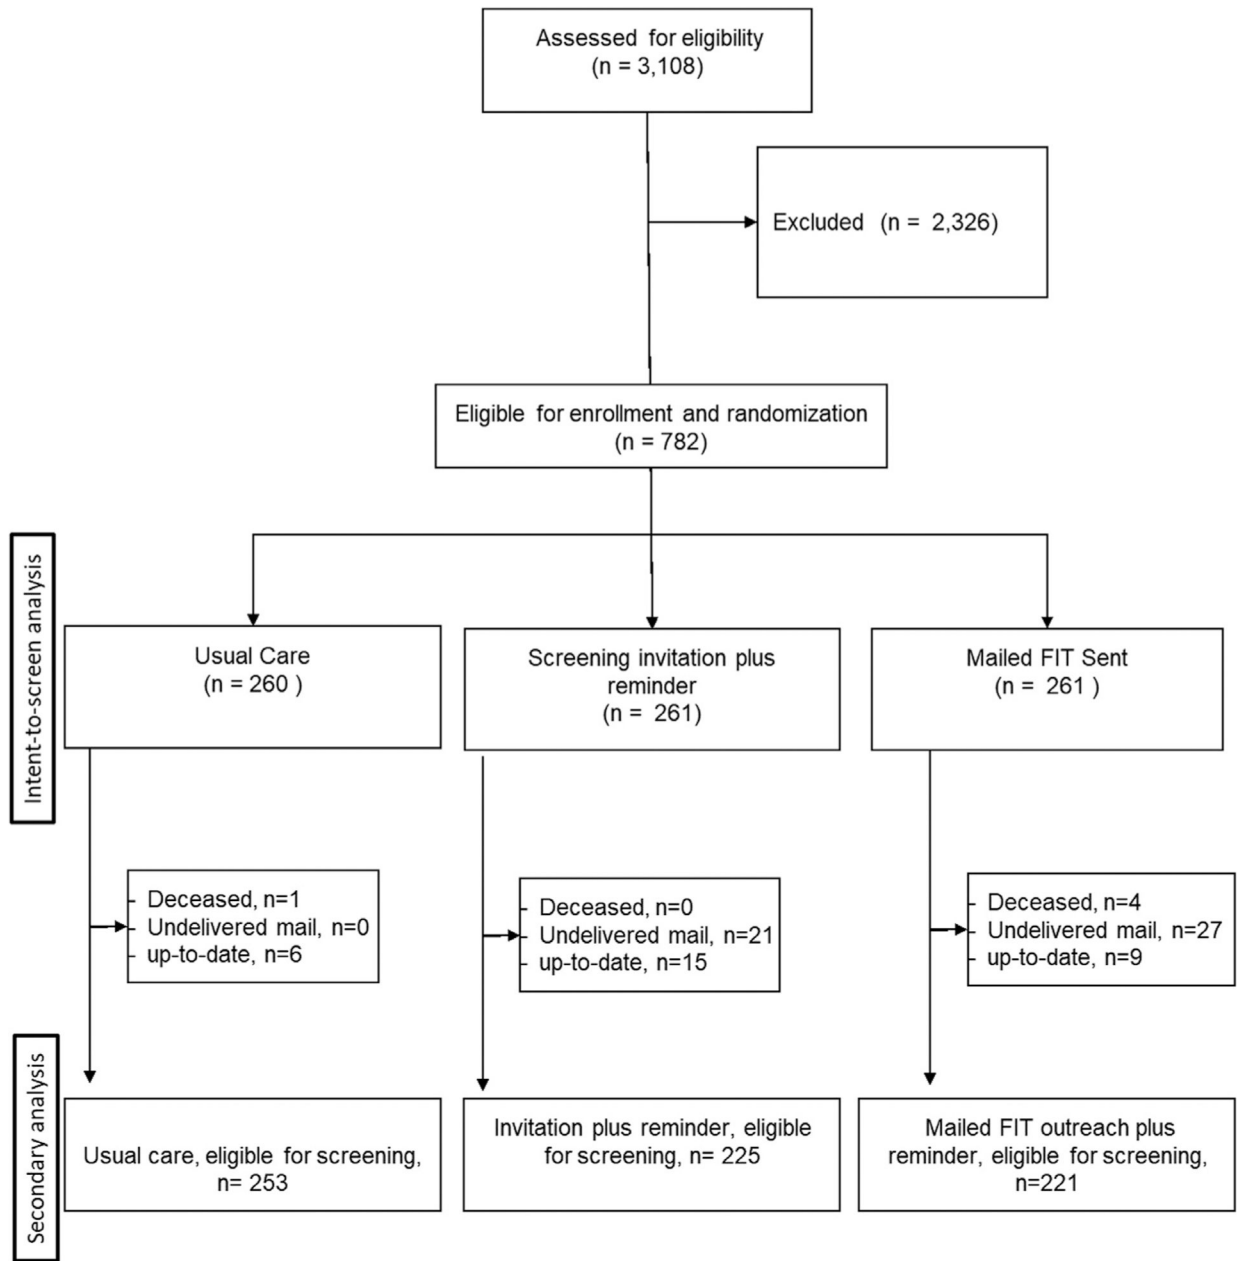 Assessed for eligibility
(n = 3,108)
Excluded (n = 2,326)
Eligible for enrollment and randomization
(n = 782)
Intent-to-screen analysis
Usual Care
(n = 260 )
Screening invitation plus
reminder
(n = 261)
Mailed FIT Sent
(n = 261 )
- Deceased, n=1
- Undelivered mail, n=0
- up-to-date, n=6
- Deceased, n=0
- Undelivered mail, n=21
- up-to-date, n=15
- Deceased, n=4
- Undelivered mail, n=27
- up-to-date, n=9
Secondary analysis
Usual care, eligible for screening,
n= 253
Invitation plus reminder, eligible
for screening, n= 225
Mailed FIT outreach plus
reminder, eligible for screening,
n=221